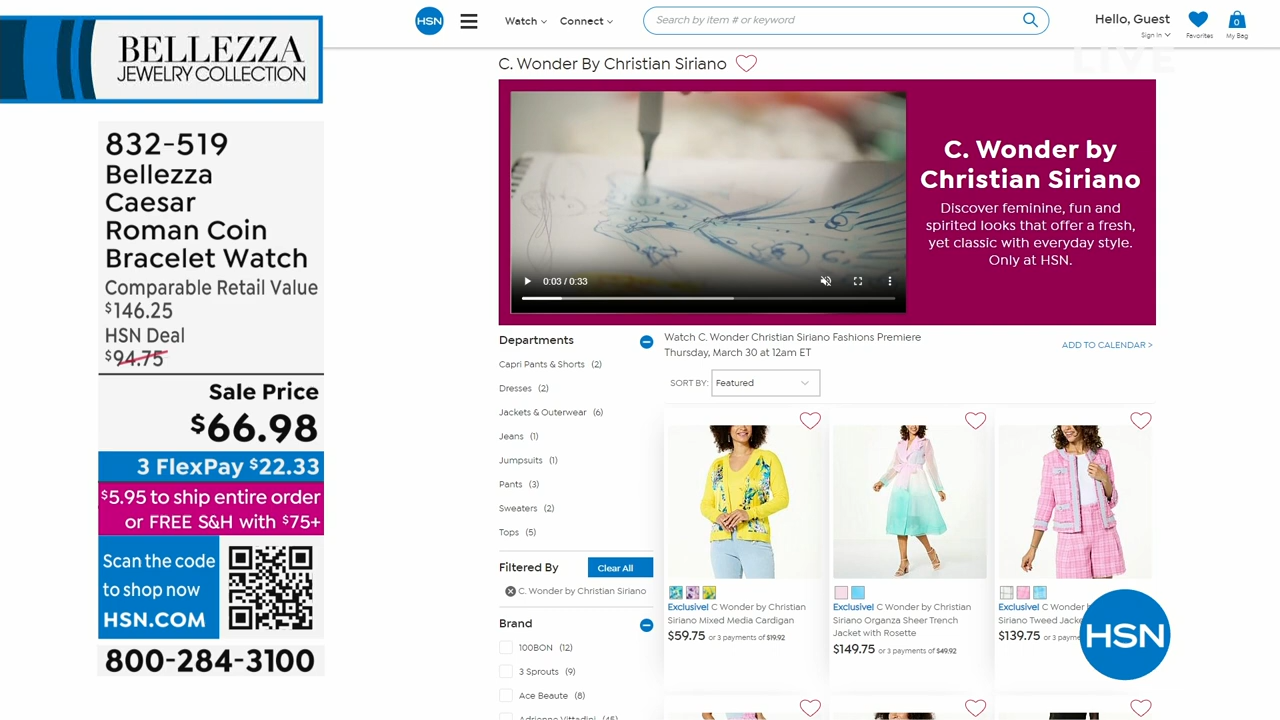 BELLEZZA
JEWELRY COLLECTION
832-519
Bellezza
Caesar
Roman Coin
Bracelet Watch
Comparable Retail Value
$146.25
HSN Deal
$94.75
Sale Price
$66.98
3 FlexPay $22.33
$5.95 to ship entire order
or FREE S&H with $75+
Scan the code
to shop now
HSN.COM
800-284-3100
HSN
Watch
Connect
Search by item # or keyword
Hello, Guest
Sign in
Favorites
0
My Bag
LIVE
C. Wonder By Christian Siriano
C. Wonder by
Christian Siriano
Discover feminine, fun and
spirited looks that offer a fresh,
yet classic with everyday style.
Only at HSN.
0:03 / 0:33
Departments
Capri Pants & Shorts (2)
Dresses (2)
Jackets & Outerwear (6)
Jeans (1)
Jumpsuits (1)
Pants (3)
Sweaters (2)
Tops (5)
Filtered By
Clear All
C. Wonder by Christian Siriano
Brand
100BON (12)
3 Sprouts (9)
Ace Beaute (8)
Adrienne Vittadini (45)
Watch C. Wonder Christian Siriano Fashions Premiere
Thursday, March 30 at 12am ET
ADD TO CALENDAR >
SORT BY: Featured
Exclusive! C Wonder by Christian
Siriano Mixed Media Cardigan
$59.75 or 3 payments of $19.92
Exclusive! C Wonder by Christian
Siriano Organza Sheer Trench
Jacket with Rosette
$149.75 or 3 payments of $49.92
Exclusive! C Wonder
Siriano Tweed
$139.75 or 3
HSN